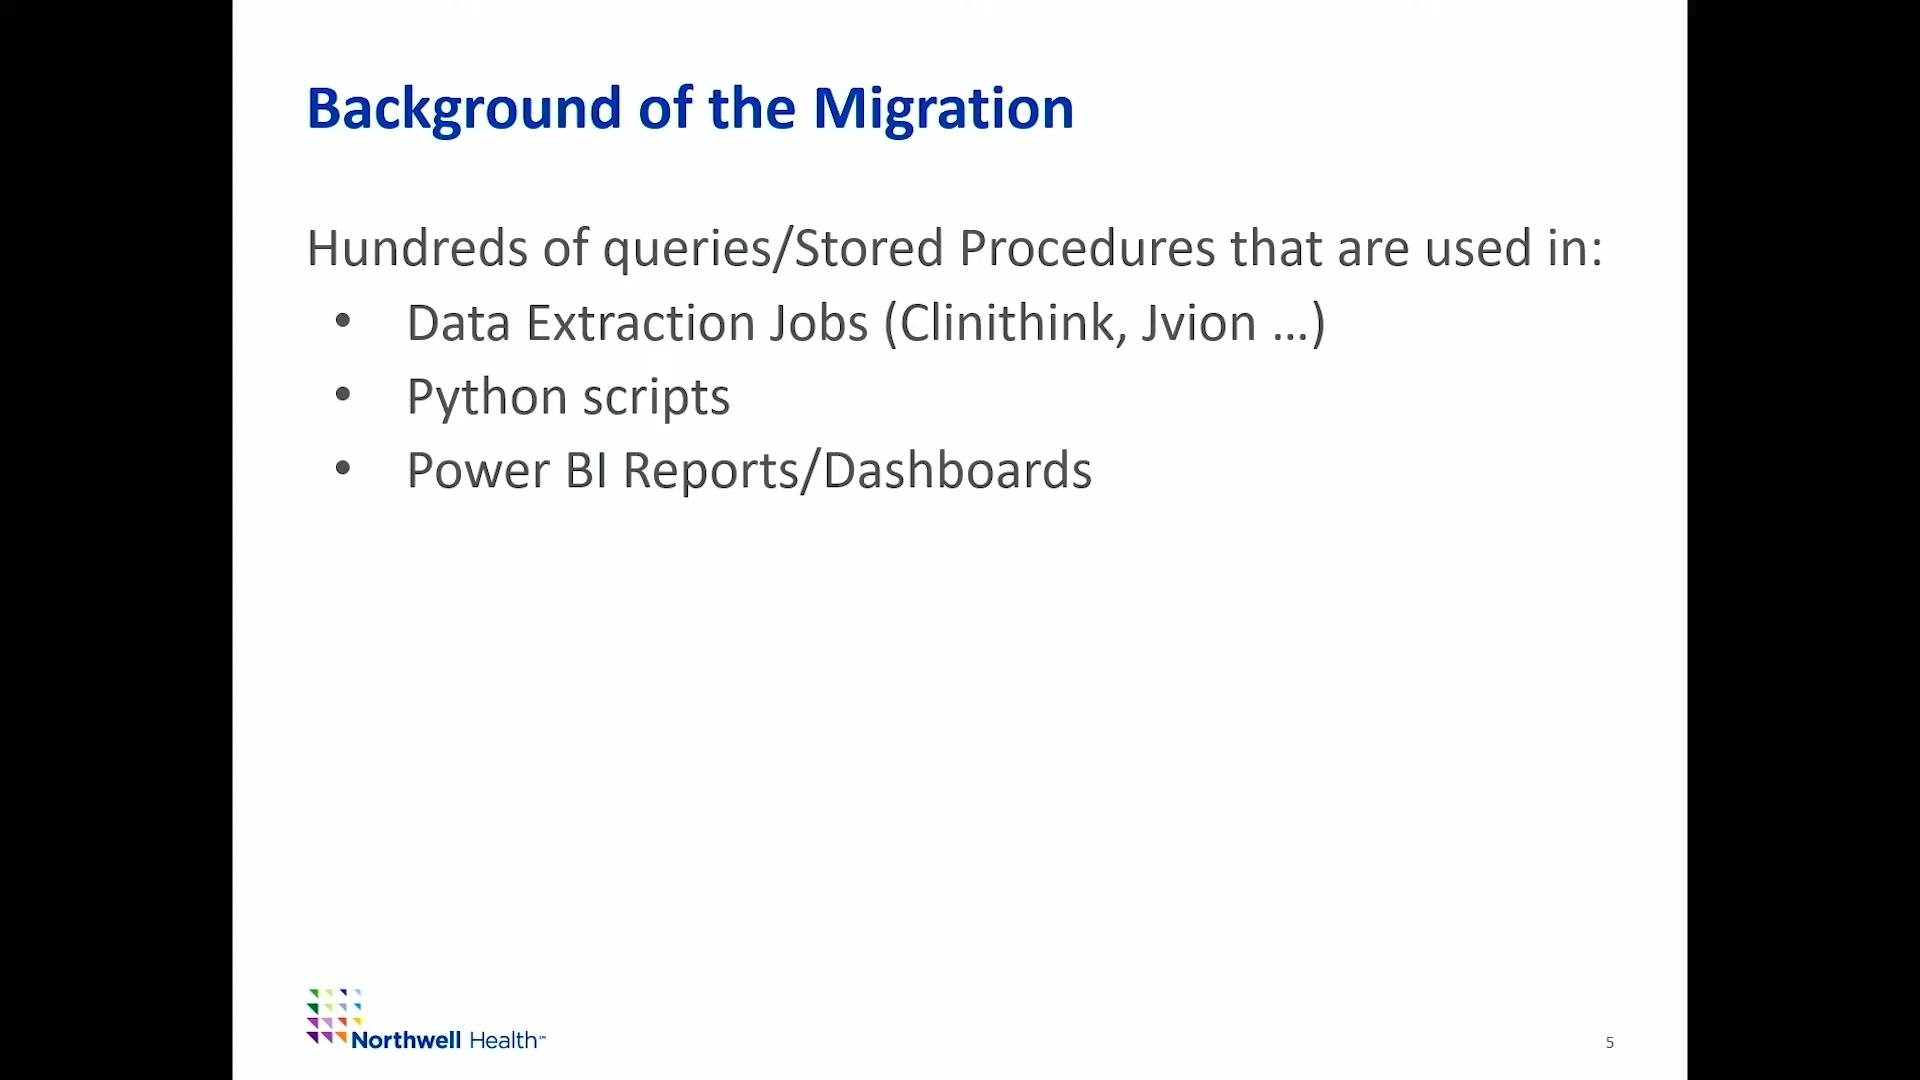 Background of the Migration
Hundreds of queries/Stored Procedures that are used in:
• Data Extraction Jobs (Clinithink, Jvion ...)
• Python scripts
• Power BI Reports/Dashboards
Northwell Health℠
5